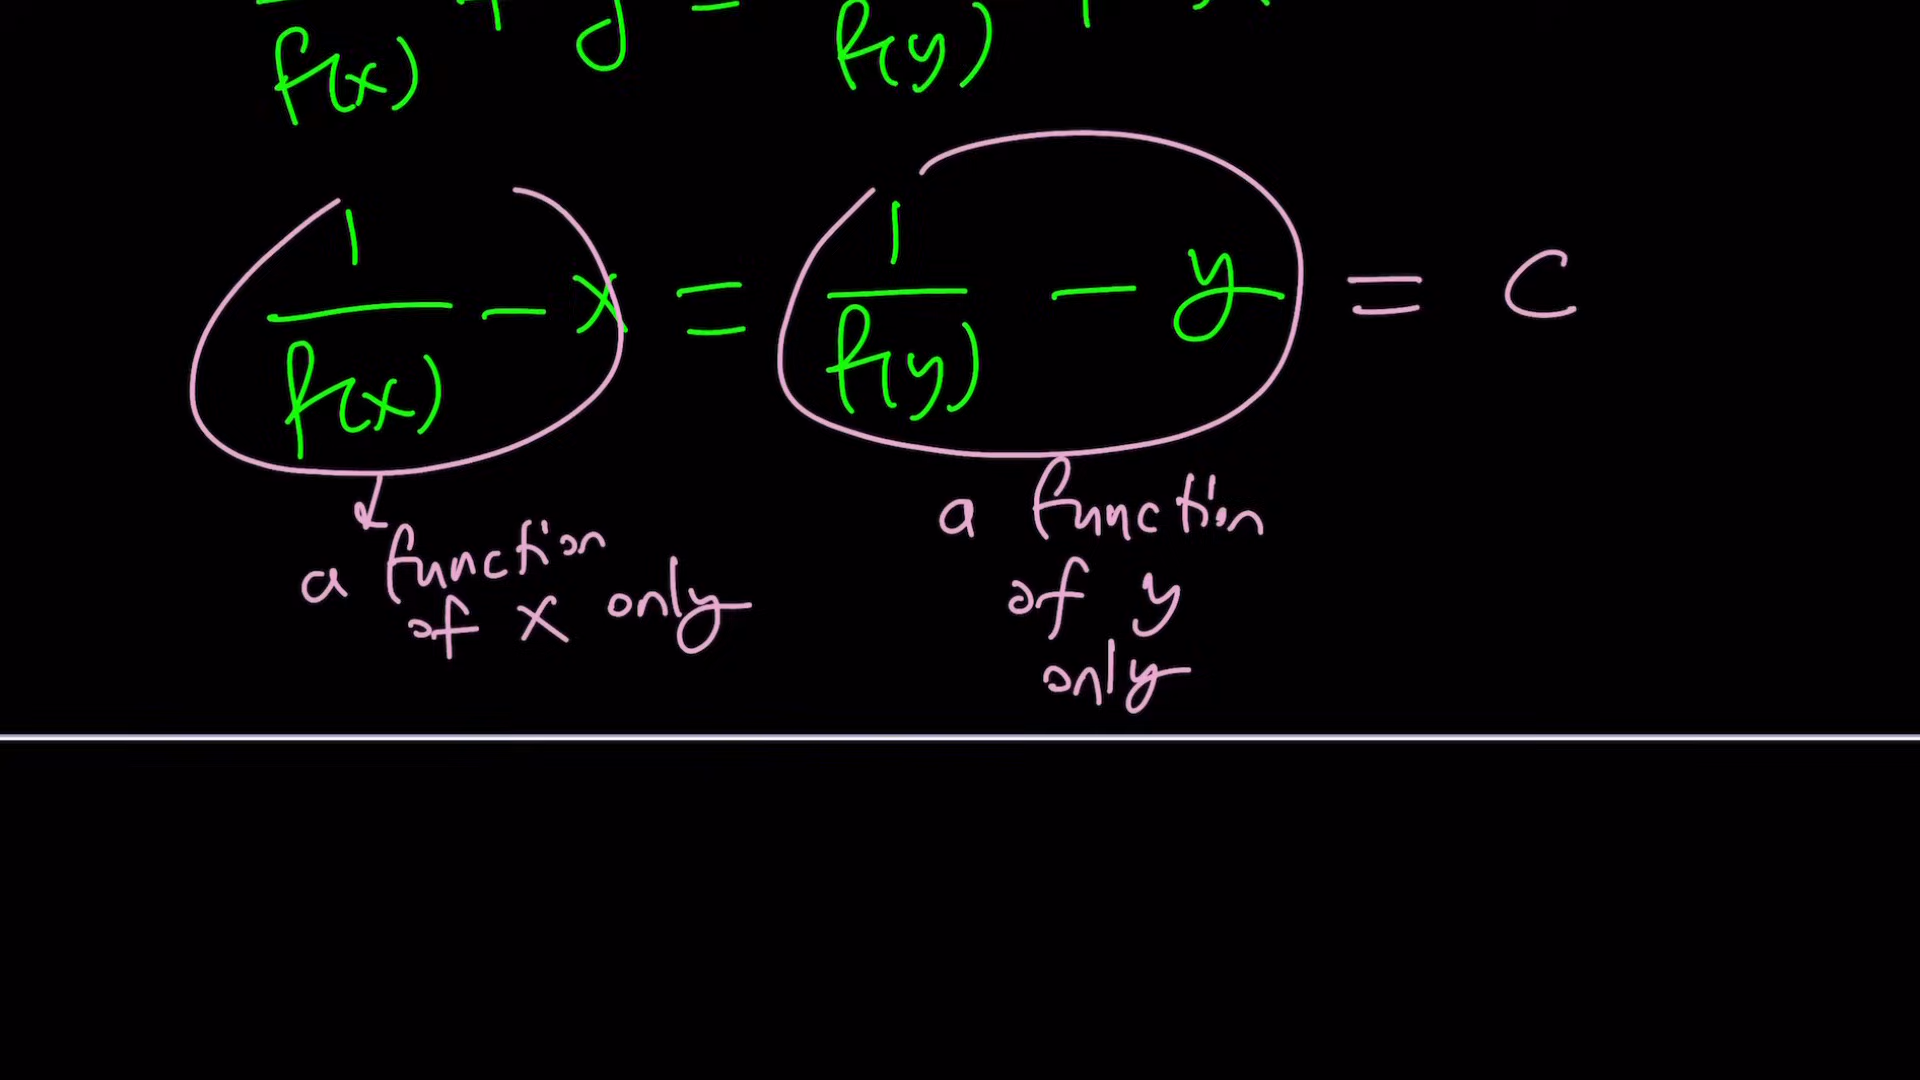 f(x) + y = f(y) +
1/f(x) - x = 1/f(y) - y = C
a function
of x only
a function
of y
only